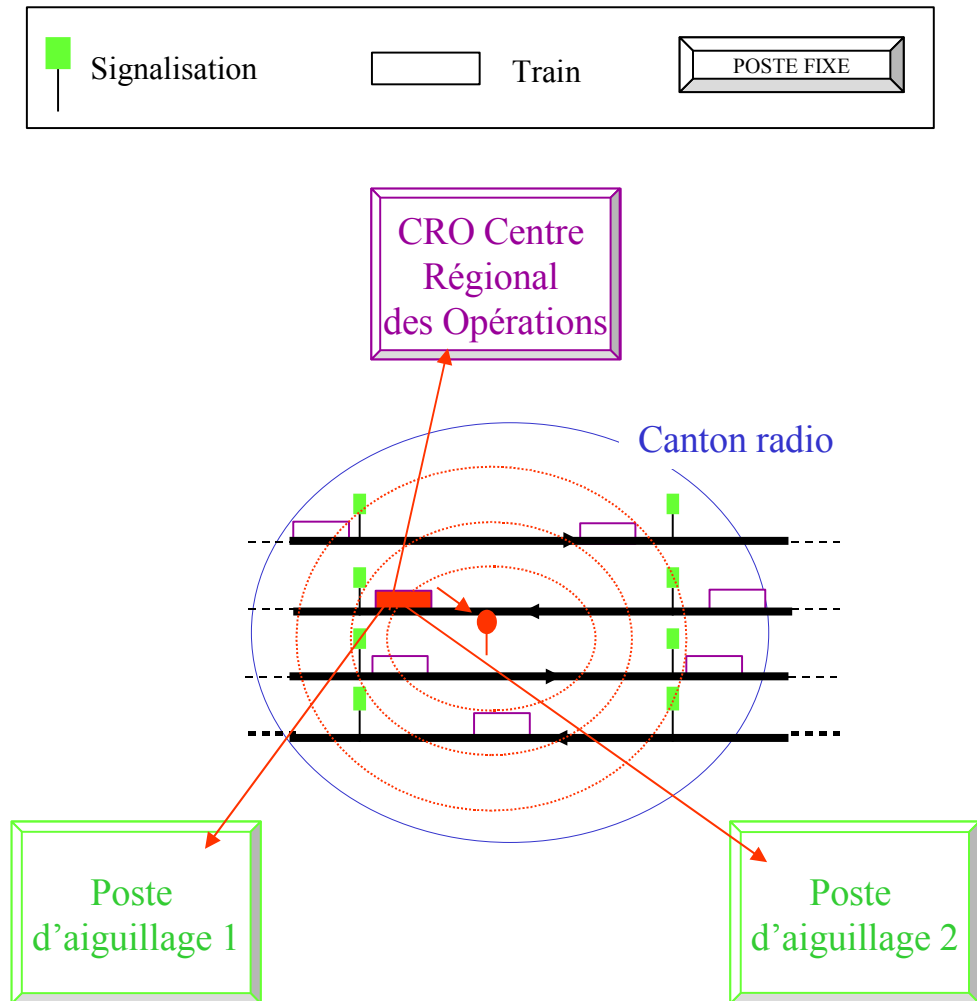 Signalisation
Train
POSTE FIXE
CRO Centre
Régional
des Opérations
Canton radio
Poste
d’aiguillage 1
Poste
d’aiguillage 2